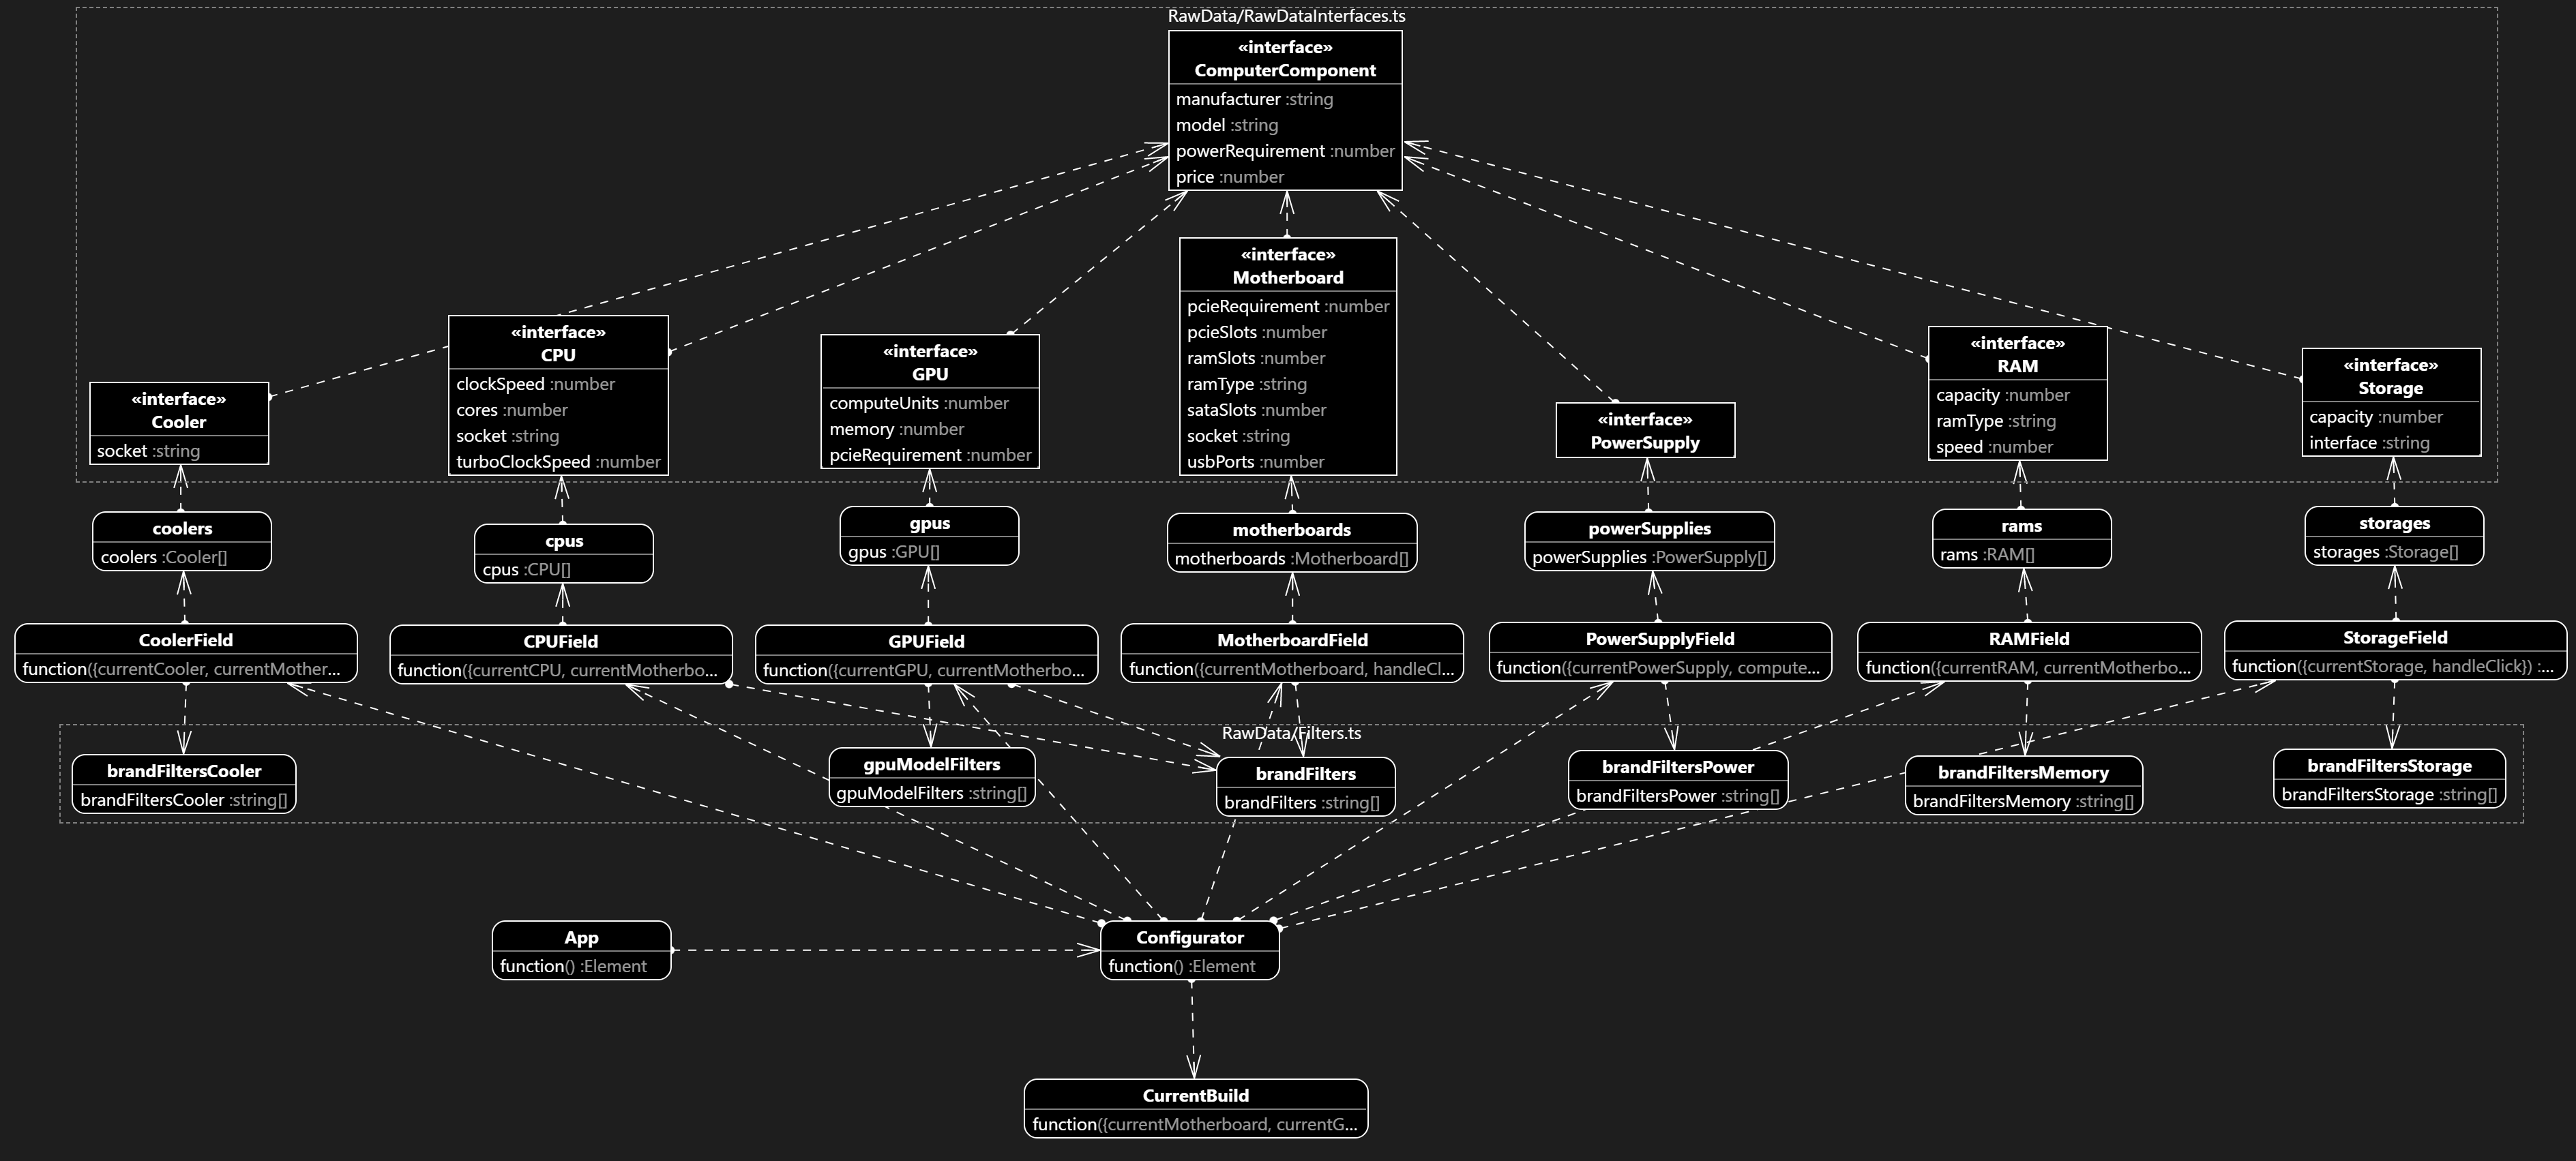 RawData/RawDataInterfaces.ts
«interface»
ComputerComponent
manufacturer :string
model :string
powerRequirement :number
price :number
«interface»
Cooler
socket :string
«interface»
CPU
clockSpeed :number
cores :number
socket :string
turboClockSpeed :number
«interface»
GPU
computeUnits :number
memory :number
pcieRequirement :number
«interface»
Motherboard
pcieRequirement :number
pcieSlots :number
ramSlots :number
ramType :string
sataSlots :number
socket :string
usbPorts :number
«interface»
PowerSupply
«interface»
RAM
capacity :number
ramType :string
speed :number
«interface»
Storage
capacity :number
interface :string
coolers
coolers :Cooler[]
cpus
cpus :CPU[]
gpus
gpus :GPU[]
motherboards
motherboards :Motherboard[]
powerSupplies
powerSupplies :PowerSupply[]
rams
rams :RAM[]
storages
storages :Storage[]
CoolerField
function({currentCooler, currentMother...
CPUField
function({currentCPU, currentMotherbo...
GPUField
function({currentGPU, currentMotherbo...
MotherboardField
function({currentMotherboard, handleCl...
PowerSupplyField
function({currentPowerSupply, compute...
RAMField
function({currentRAM, currentMotherbo...
StorageField
function({currentStorage, handleClick}) :...
RawData/Filters.ts
brandFiltersCooler
brandFiltersCooler :string[]
gpuModelFilters
gpuModelFilters :string[]
brandFilters
brandFilters :string[]
brandFiltersPower
brandFiltersPower :string[]
brandFiltersMemory
brandFiltersMemory :string[]
brandFiltersStorage
brandFiltersStorage :string[]
App
function() :Element
Configurator
function() :Element
CurrentBuild
function({currentMotherboard, currentG...